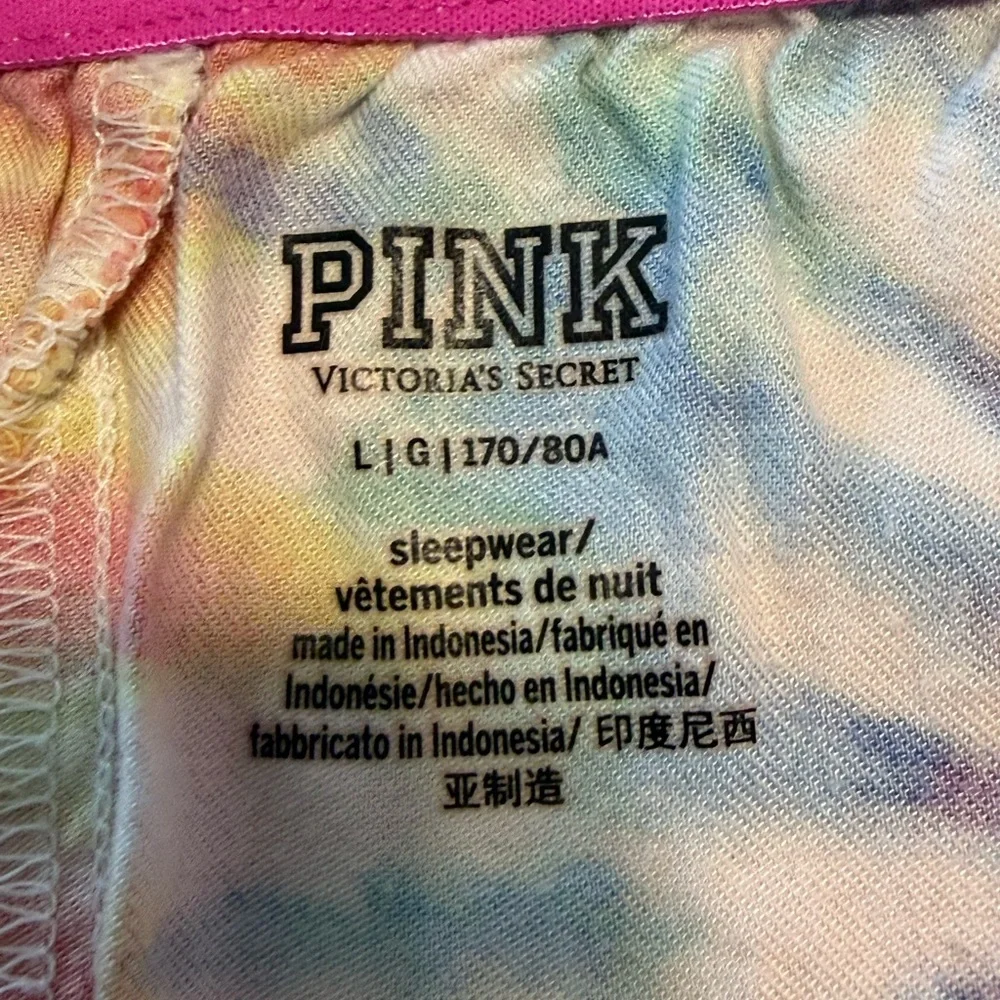 PINK
VICTORIA'S SECRET
L | G | 170/80A
sleepwear/
vêtements de nuit
made in Indonesia/fabriqué en
Indonésie/hecho en Indonesia/
fabbricato in Indonesia/ 印度尼西
亚制造